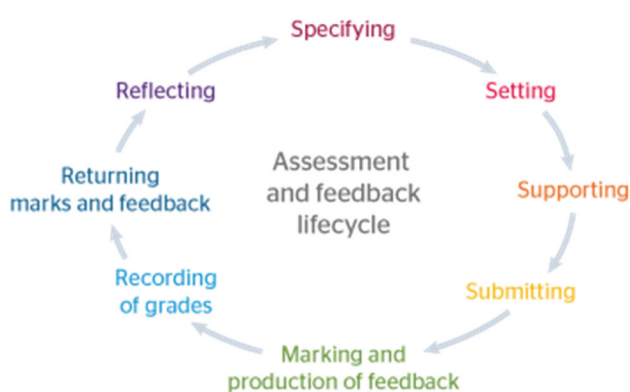 Specifying
Setting
Supporting
Submitting
Marking and
production of feedback
Recording
of grades
Returning
marks and feedback
Reflecting
Assessment
and feedback
lifecycle